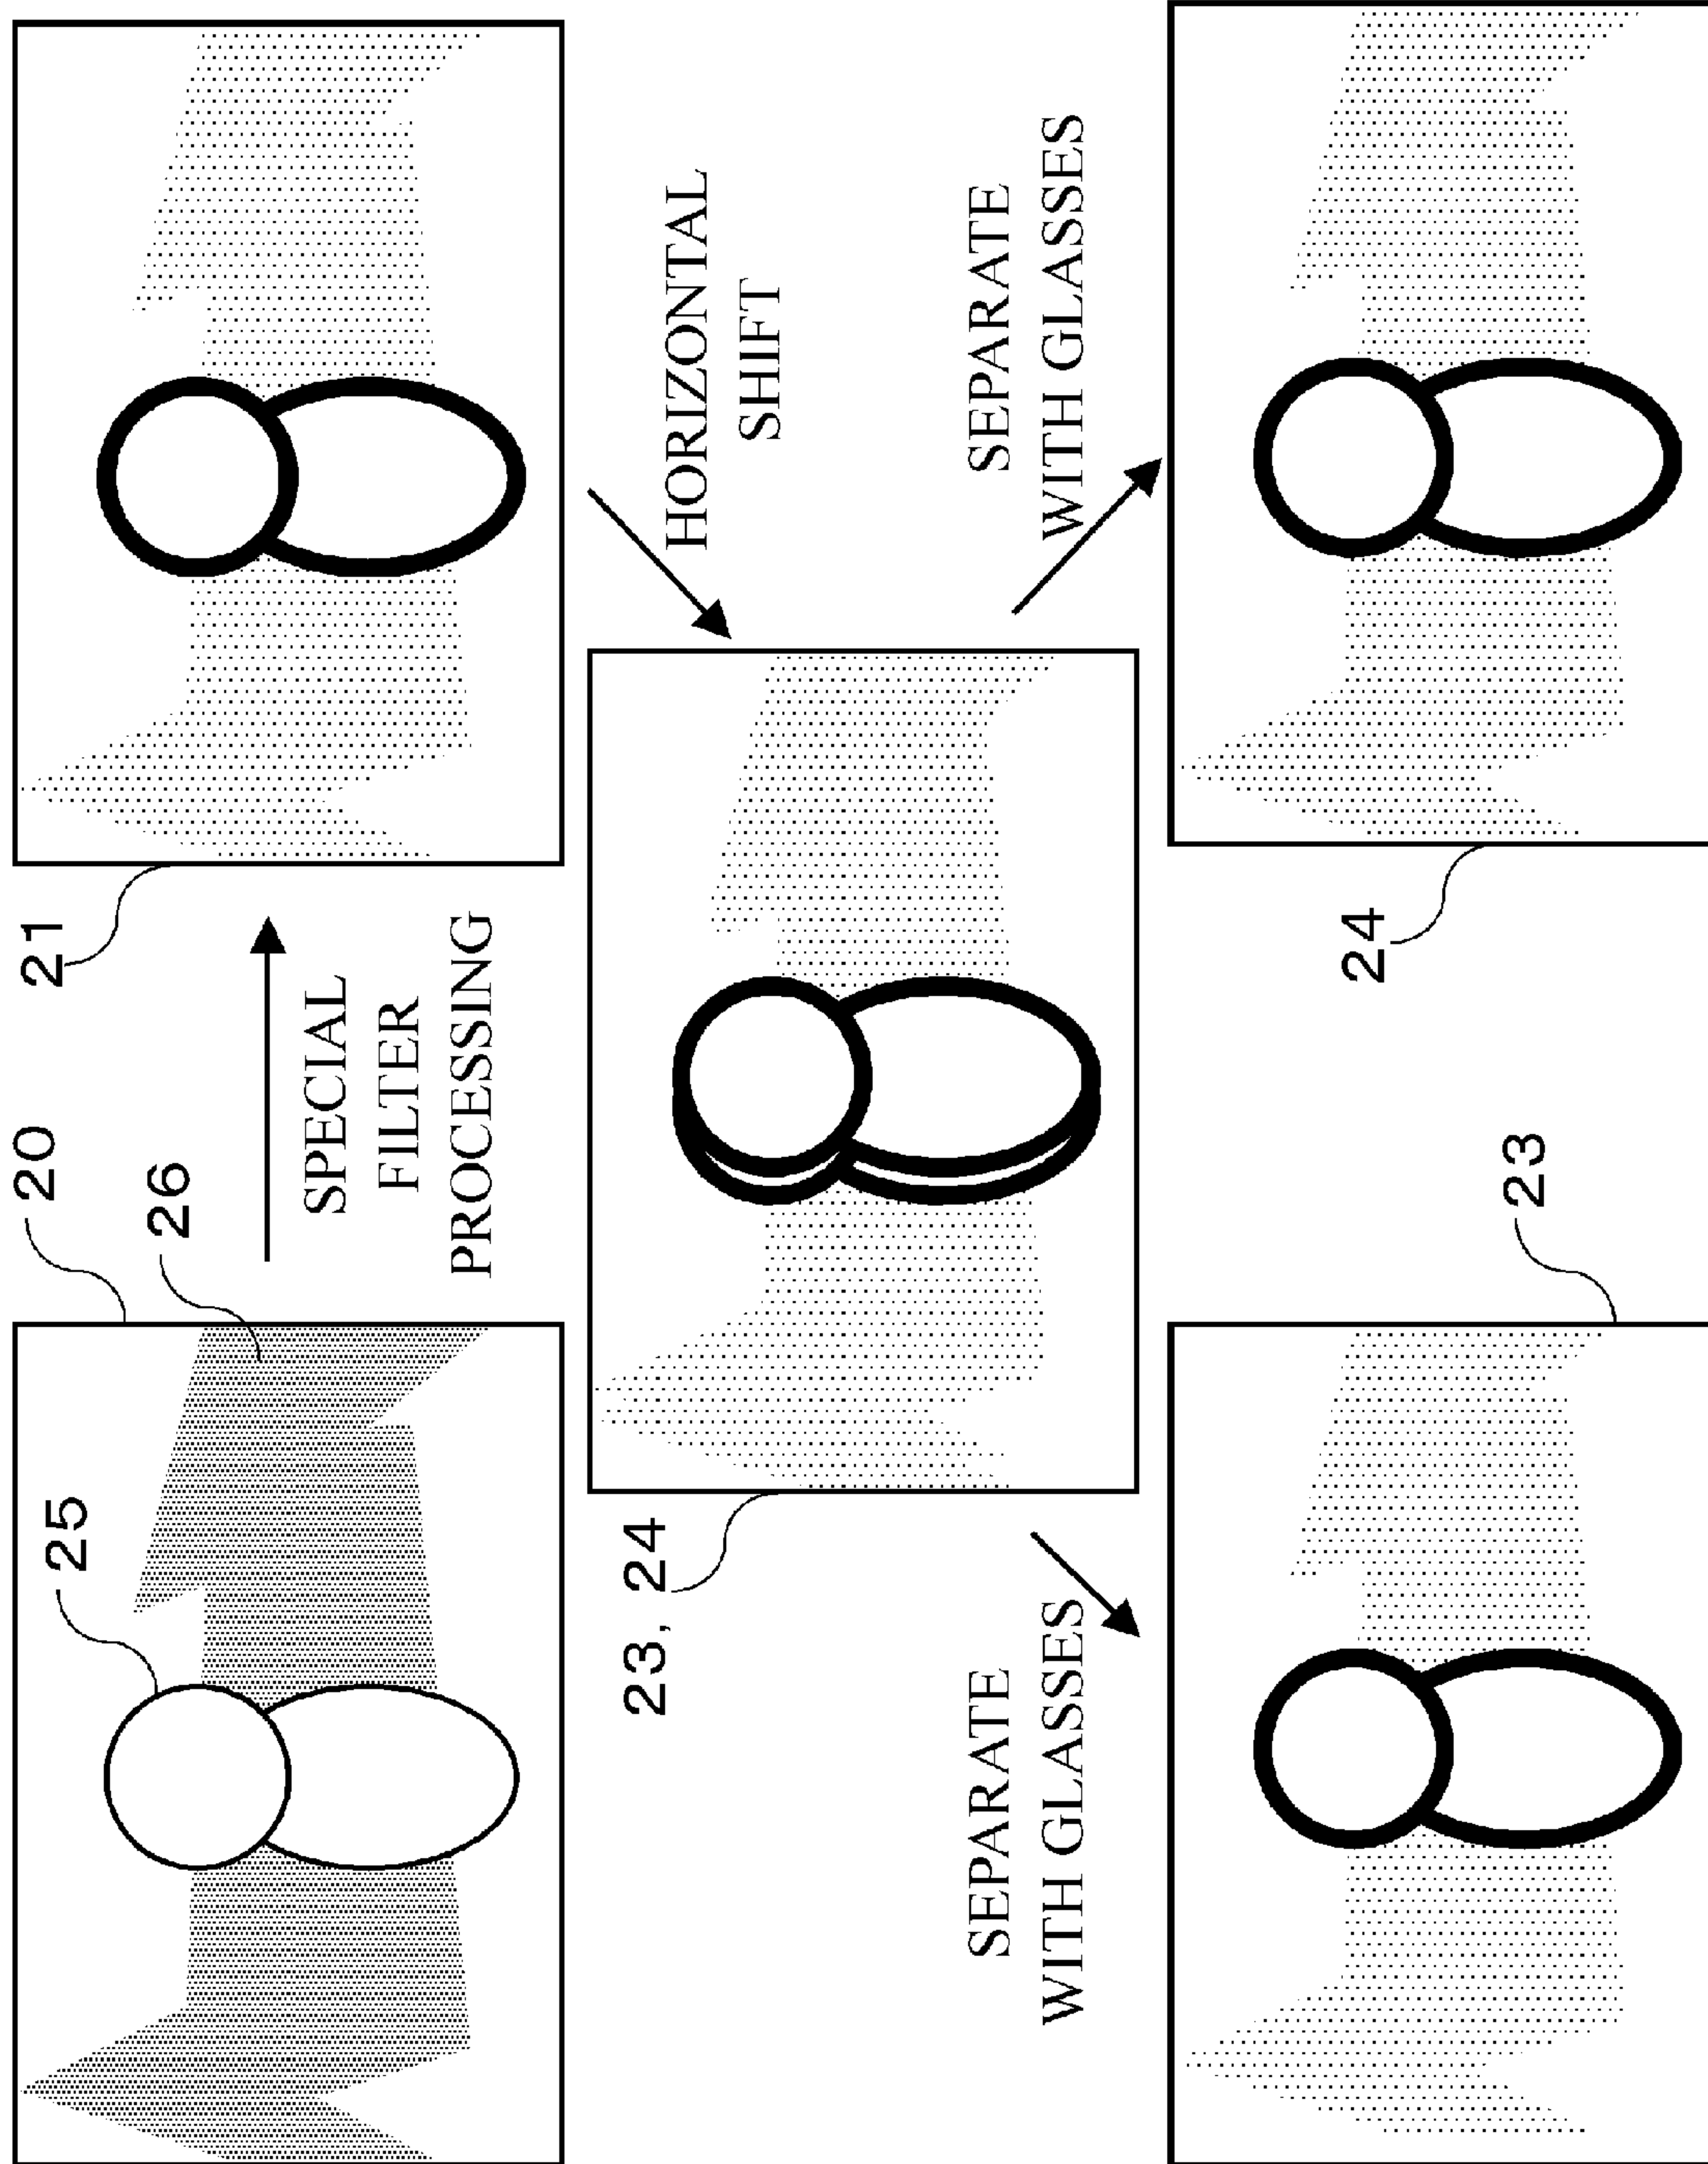 20
21
25
26
SPECIAL
FILTER
PROCESSING
23, 24
HORIZONTAL
SHIFT
SEPARATE
WITH GLASSES
SEPARATE
WITH GLASSES
23
24